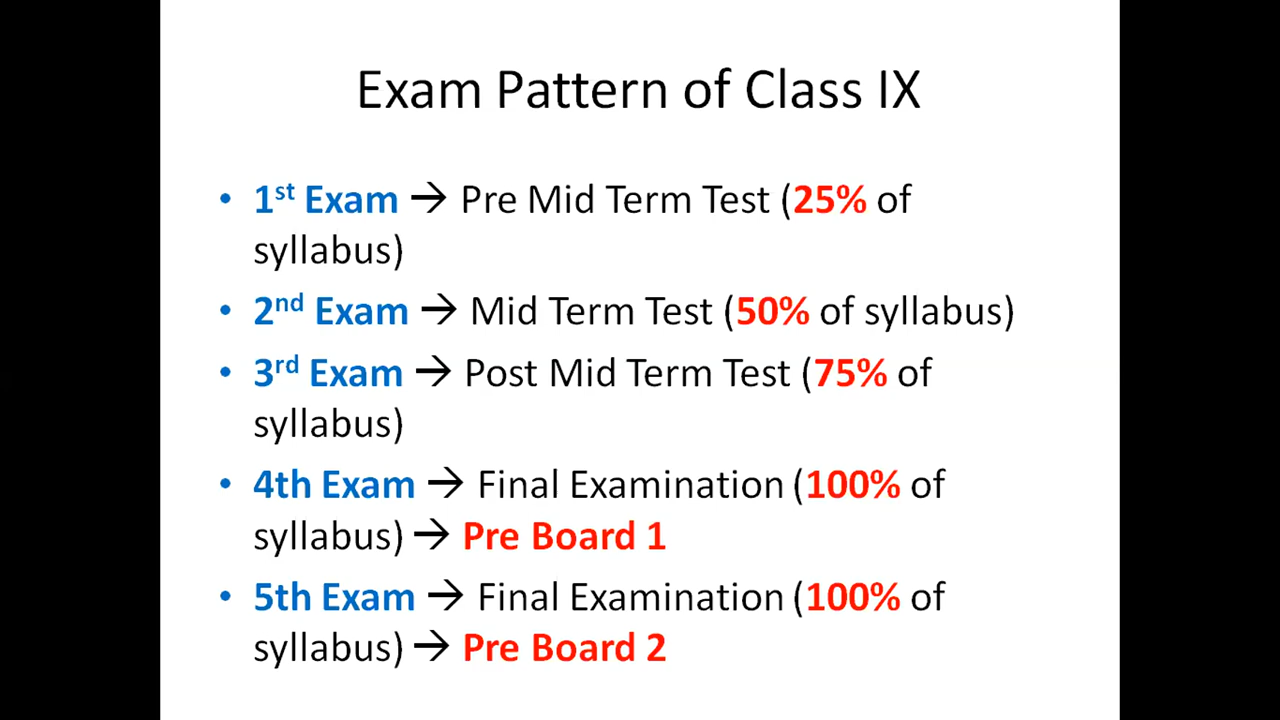 Exam Pattern of Class IX
• 1st Exam → Pre Mid Term Test (25% of
syllabus)
• 2nd Exam → Mid Term Test (50% of syllabus)
• 3rd Exam → Post Mid Term Test (75% of
syllabus)
• 4th Exam → Final Examination (100% of
syllabus) → Pre Board 1
• 5th Exam → Final Examination (100% of
syllabus) → Pre Board 2